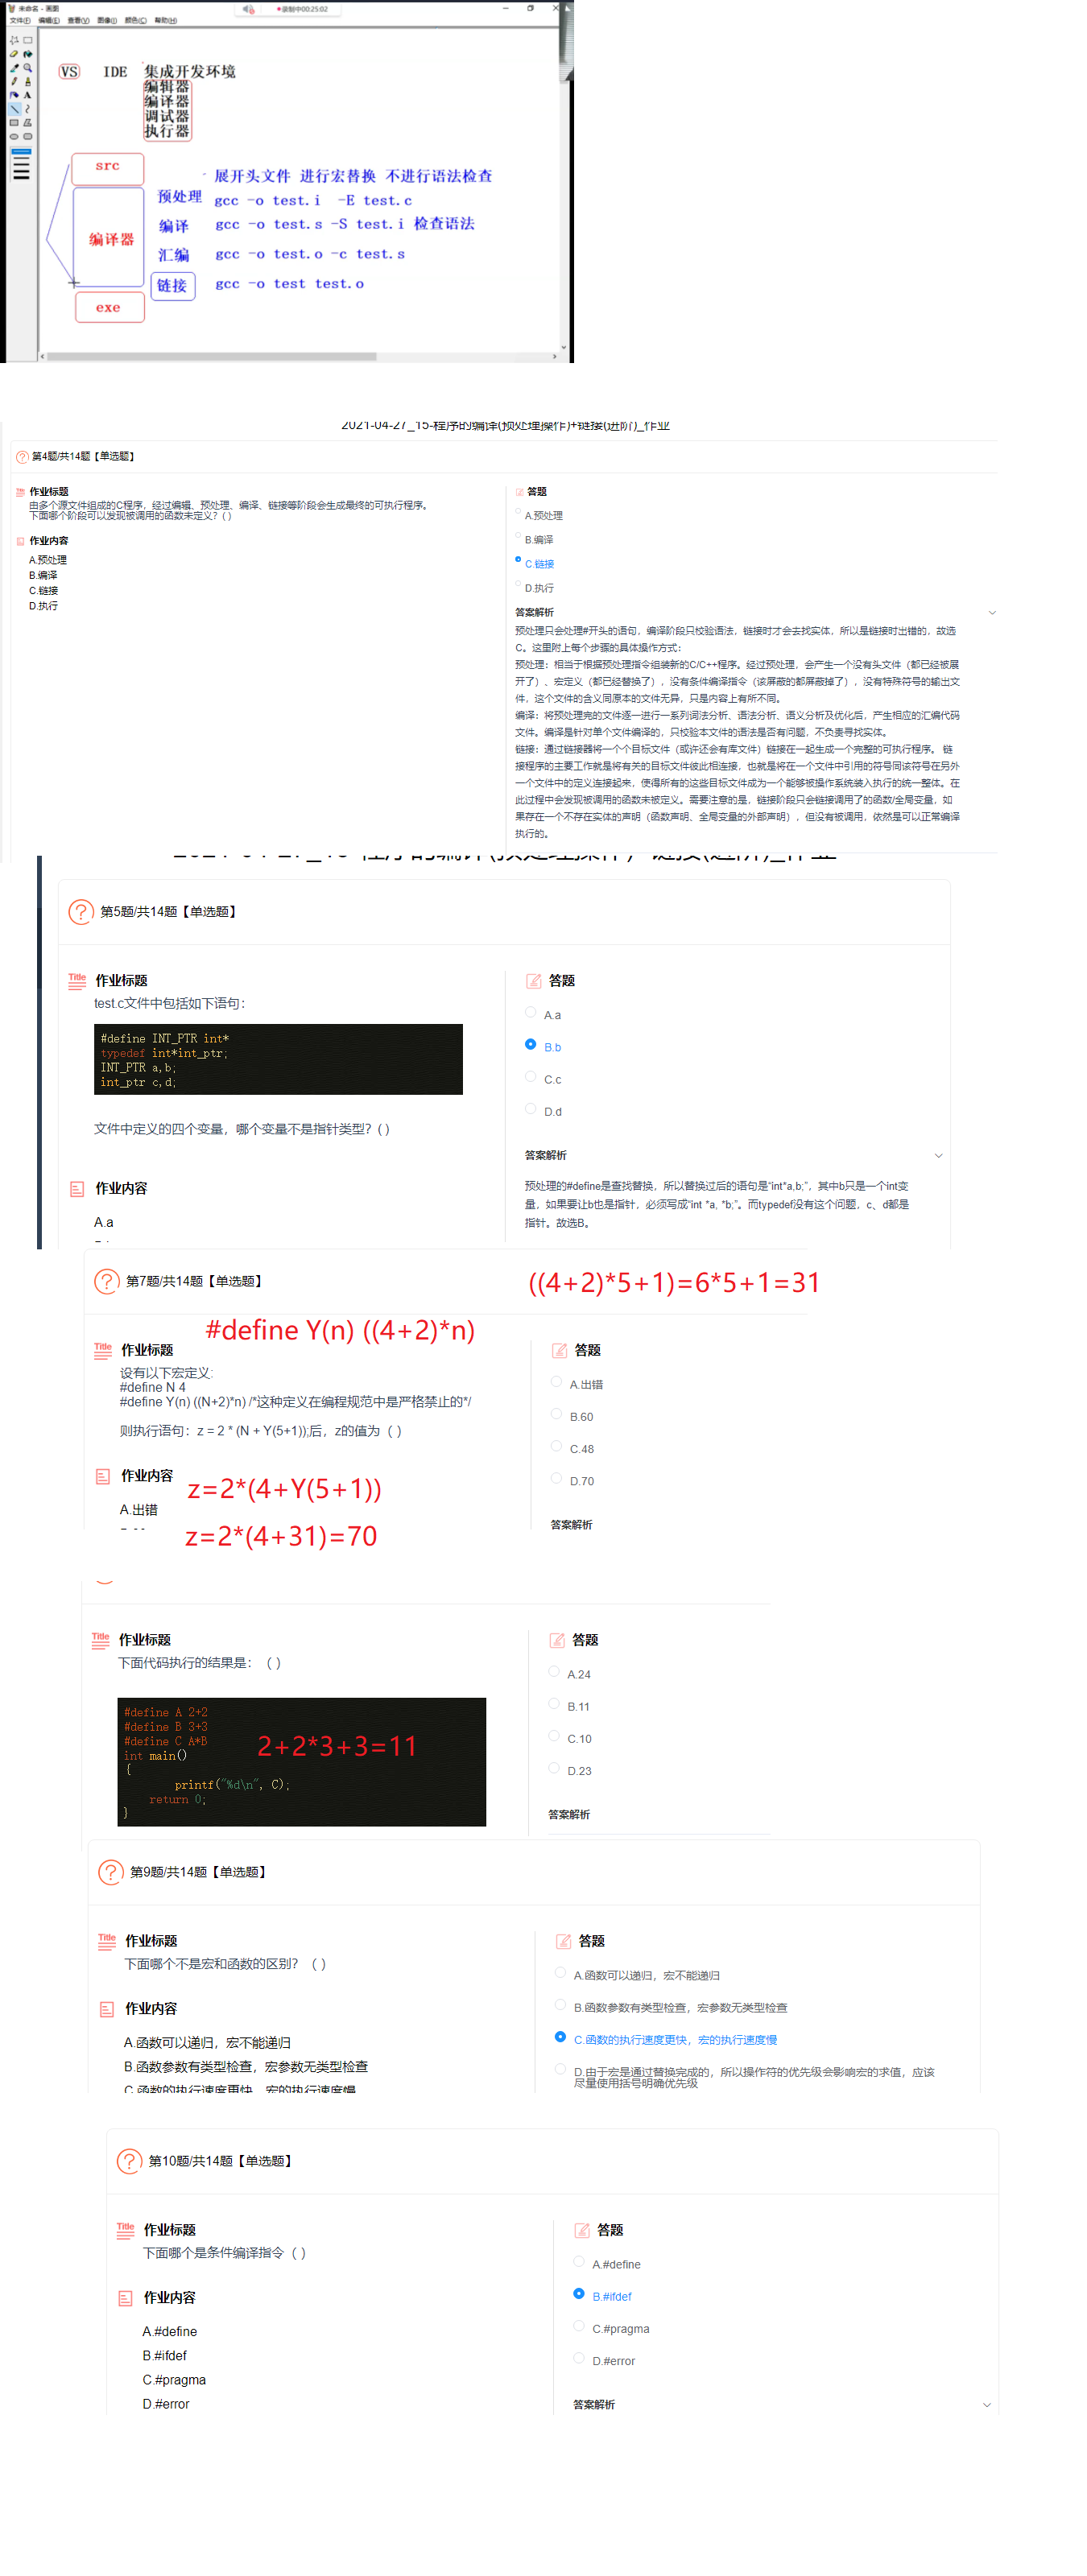 未命名 - 画图
录制中00:25:02
文件(F) 编辑(E) 查看(V) 图像(I) 颜色(C) 帮助(H)
VS IDE 集成开发环境
编辑器
编译器
调试器
执行器
src
展开头文件 进行宏替换 不进行语法检查
预处理 gcc -o test.i -E test.c
编译 gcc -o test.s -S test.i 检查语法
编译器
汇编 gcc -o test.o -c test.s
链接 gcc -o test test.o
exe
2021-04-27_15-程序的编译(预处理操作)+链接(进阶)_作业
第4题/共14题【单选题】
作业标题
由多个源文件组成的C程序，经过编辑、预处理、编译、链接等阶段会生成最终的可执行程序。
下面哪个阶段可以发现被调用的函数未定义？( )
作业内容
A.预处理
B.编译
C.链接
D.执行
答题
A.预处理
B.编译
C.链接
D.执行
答案解析
预处理只会处理#开头的语句，编译阶段只校验语法，链接时才会去找实体，所以是链接时出错的，故选
C。这里附上每个步骤的具体操作方式：
预处理：相当于根据预处理指令组装新的C/C++程序。经过预处理，会产生一个没有头文件（都已经被展
开了）、宏定义（都已经替换了），没有条件编译指令（该屏蔽的都屏蔽掉了），没有特殊符号的输出文
件，这个文件的含义同原本的文件无异，只是内容上有所不同。
编译：将预处理完的文件逐一进行一系列词法分析、语法分析、语义分析及优化后，产生相应的汇编代码
文件。编译是针对单个文件编译的，只校验本文件的语法是否有问题，不负责寻找实体。
链接：通过链接器将一个个目标文件（或许还会有库文件）链接在一起生成一个完整的可执行程序。 链
接程序的主要工作就是将有关的目标文件彼此相连接，也就是将在一个文件中引用的符号同该符号在另外
一个文件中的定义连接起来，使得所有的这些目标文件成为一个能够被操作系统装入执行的统一整体。在
此过程中会发现被调用的函数未被定义。需要注意的是，链接阶段只会链接调用了的函数/全局变量，如
果存在一个不存在实体的声明（函数声明、全局变量的外部声明），但没有被调用，依然是可以正常编译
执行的。
第5题/共14题【单选题】
Title 作业标题
test.c文件中包括如下语句：
#define INT_PTR int*
typedef int*int_ptr;
INT_PTR a,b;
int_ptr c,d;
文件中定义的四个变量，哪个变量不是指针类型？( )
作业内容
A.a
答题
A.a
B.b
C.c
D.d
答案解析
预处理的#define是查找替换，所以替换过后的语句是“int*a,b;”，其中b只是一个int变
量，如果要让b也是指针，必须写成“int *a, *b;”。而typedef没有这个问题，c、d都是
指针。故选B。
第7题/共14题【单选题】
((4+2)*5+1)=6*5+1=31
#define Y(n) ((4+2)*n)
Title 作业标题
设有以下宏定义:
#define N 4
#define Y(n) ((N+2)*n) /*这种定义在编程规范中是严格禁止的*/
则执行语句：z = 2 * (N + Y(5+1));后，z的值为（ ）
作业内容
z=2*(4+Y(5+1))
A.出错
z=2*(4+31)=70
答题
A.出错
B.60
C.48
D.70
答案解析
Title 作业标题
下面代码执行的结果是：（ ）
#define A 2+2
#define B 3+3
#define C A*B
int main()
{
printf("%d\n", C);
return 0;
}
2+2*3+3=11
答题
A.24
B.11
C.10
D.23
答案解析
第9题/共14题【单选题】
Title 作业标题
下面哪个不是宏和函数的区别？（ ）
作业内容
A.函数可以递归，宏不能递归
B.函数参数有类型检查，宏参数无类型检查
C.函数的执行速度更快，宏的执行速度慢
答题
A.函数可以递归，宏不能递归
B.函数参数有类型检查，宏参数无类型检查
C.函数的执行速度更快，宏的执行速度慢
D.由于宏是通过替换完成的，所以操作符的优先级会影响宏的求值，应该
尽量使用括号明确优先级
第10题/共14题【单选题】
Title 作业标题
下面哪个是条件编译指令（ ）
作业内容
A.#define
B.#ifdef
C.#pragma
D.#error
答题
A.#define
B.#ifdef
C.#pragma
D.#error
答案解析